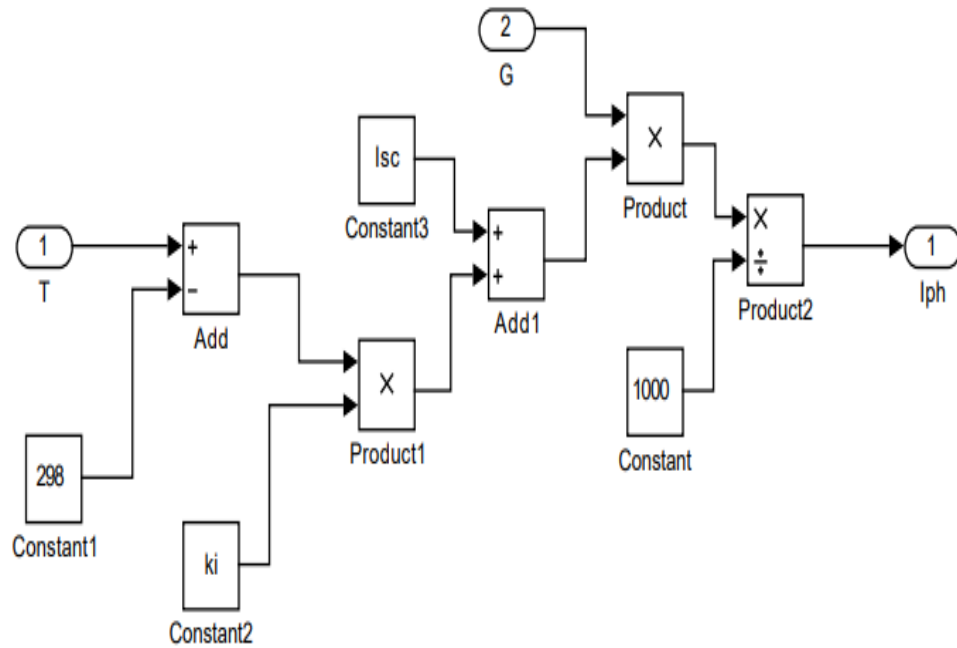 2
G
Isc
Constant3
×
Product
1
T
+
−
Add
+
+
Add1
×
÷
Product2
1
Iph
×
Product1
1000
Constant
298
Constant1
ki
Constant2